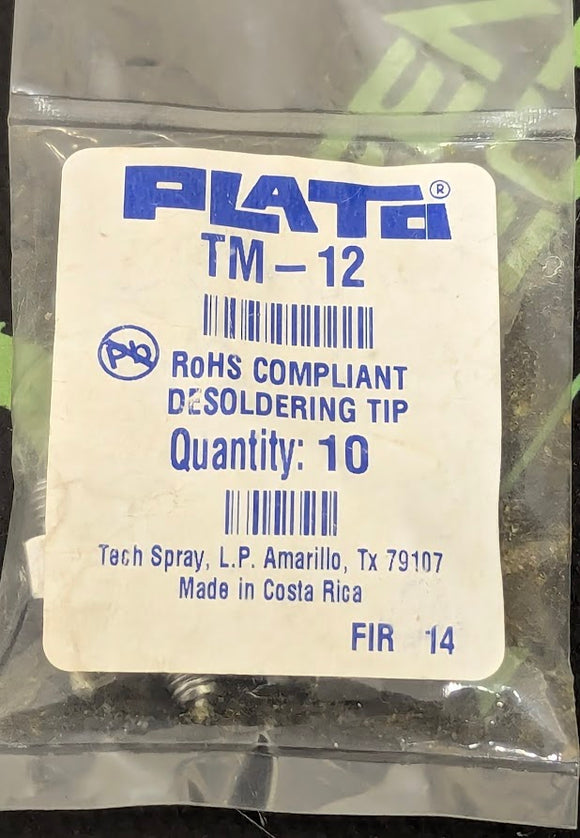 PLATO®
TM-12
Pb
RoHS COMPLIANT
DESOLDERING TIP
Quantity: 10
Tech Spray, L.P. Amarillo, Tx 79107
Made in Costa Rica
FIR 14